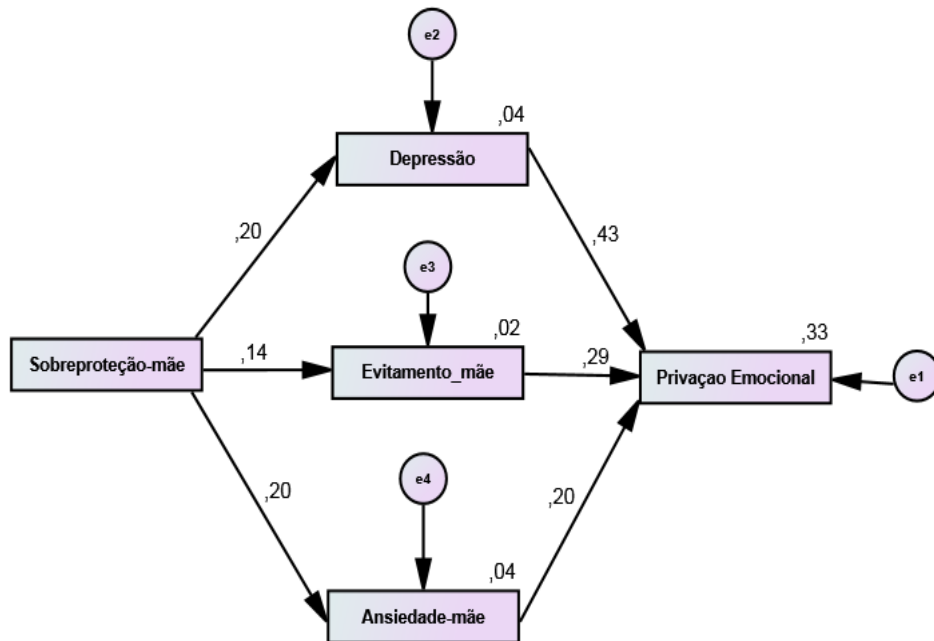 e2
,04
Depressão
,20
,43
e3
,02
,33
Sobreproteção-mãe
,14
Evitamento_mãe
,29
Privaçao Emocional
e1
e4
,20
,20
,04
Ansiedade-mãe